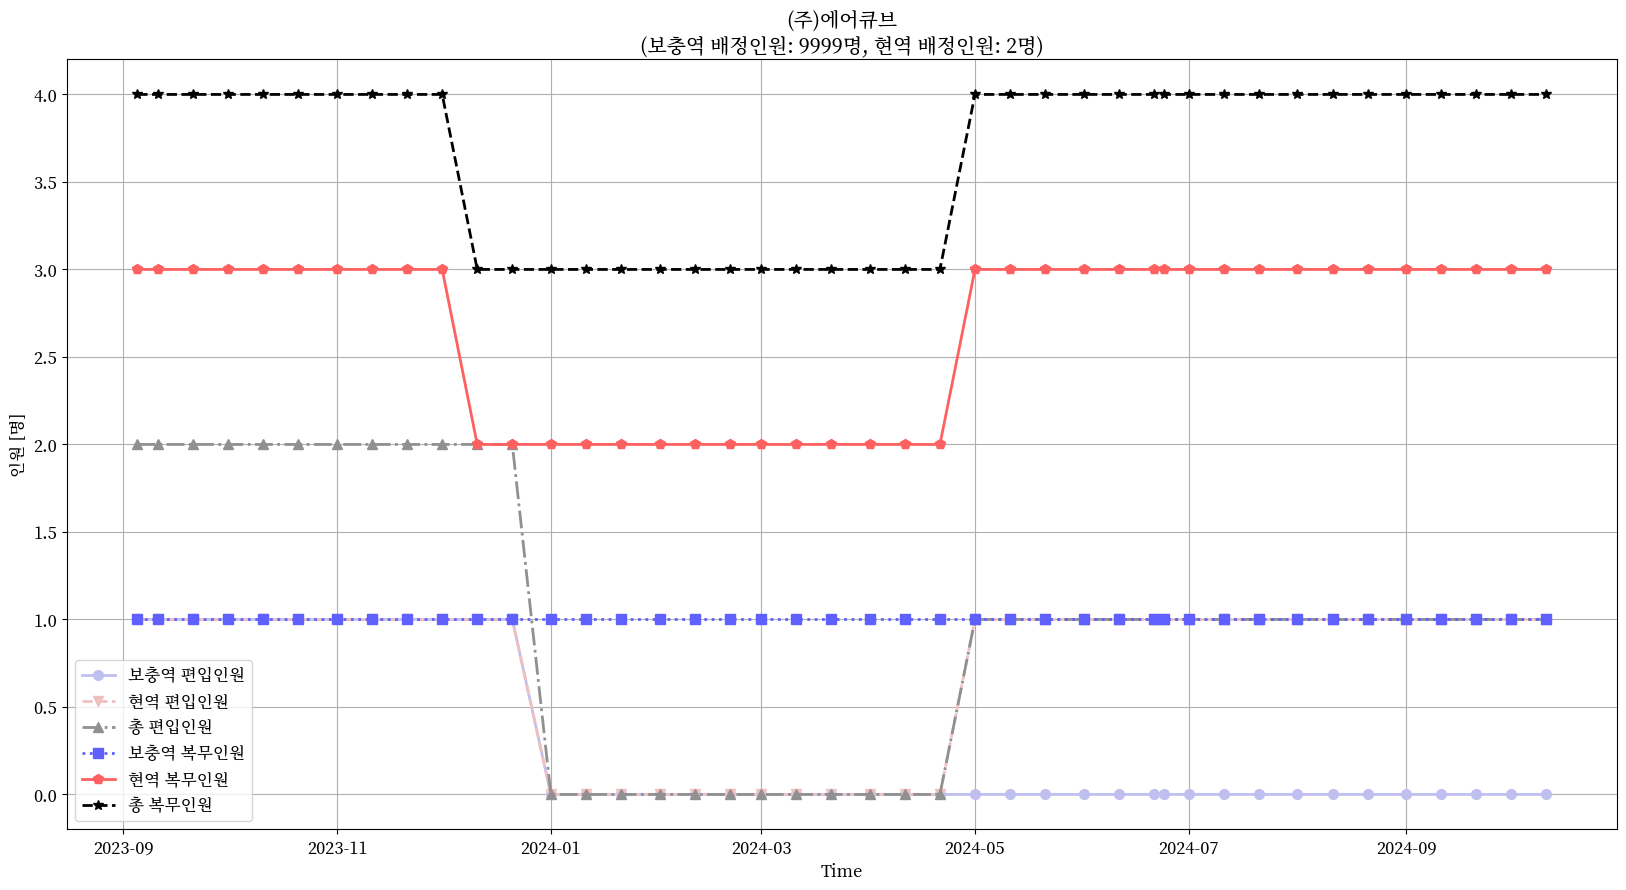 (주)에어큐브
(보충역 배정인원: 9999명, 현역 배정인원: 2명)
인원 [명]
4.0
3.5
3.0
2.5
2.0
1.5
1.0
0.5
0.0
보충역 편입인원
현역 편입인원
총 편입인원
보충역 복무인원
현역 복무인원
총 복무인원
2023-09
2023-11
2024-01
2024-03
2024-05
2024-07
2024-09
Time